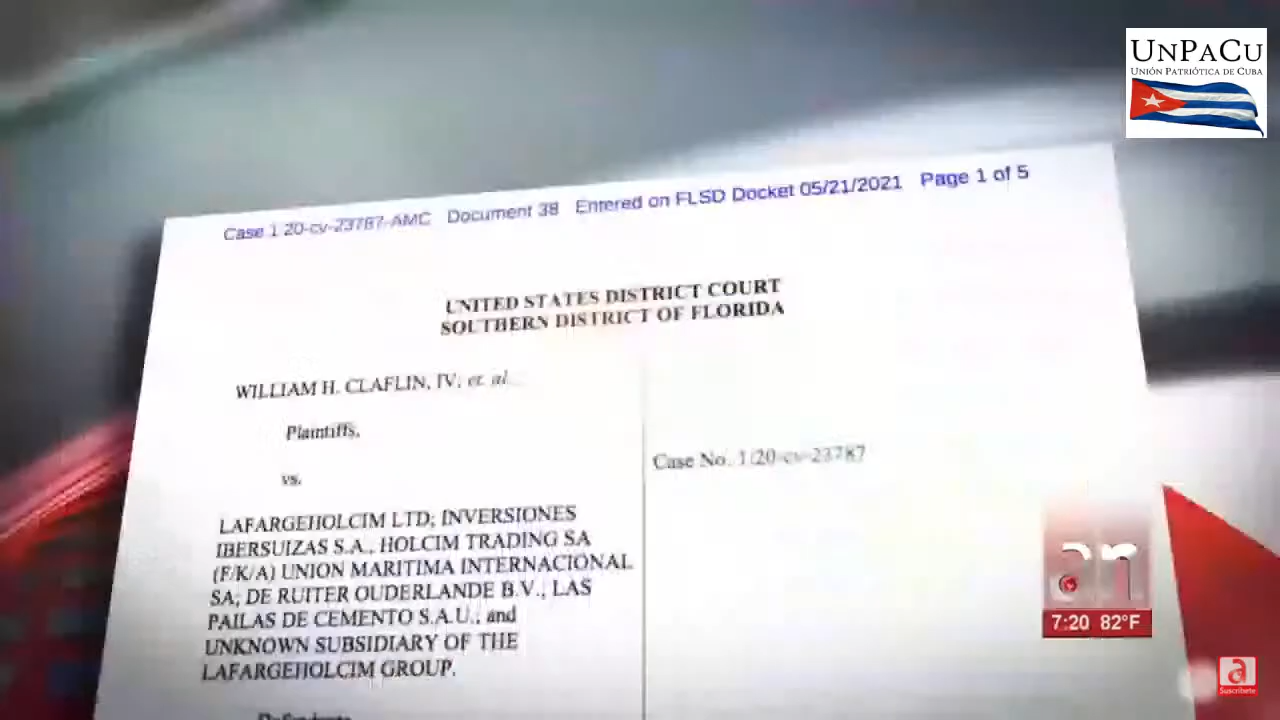 UNPACU
UNIÓN PATRIÓTICA DE CUBA
Case 1 20-cv-23787-AMC Document 38 Entered on FLSD Docket 05/21/2021 Page 1 of 5
UNITED STATES DISTRICT COURT
SOUTHERN DISTRICT OF FLORIDA
WILLIAM H. CLAFLIN, IV, et. al.
Plaintiffs,
vs.
Case No. 1:20-cv-23787
LAFARGEHOLCIM LTD; INVERSIONES
IBERSUIZAS S.A., HOLCIM TRADING SA
(F/K/A) UNION MARITIMA INTERNACIONAL
SA; DE RUITER OUDERLANDE B.V., LAS
PAILAS DE CEMENTO S.A.U., and
UNKNOWN SUBSIDIARY OF THE
LAFARGEHOLCIM GROUP.
an
7:20 82°F
a
Suscríbete